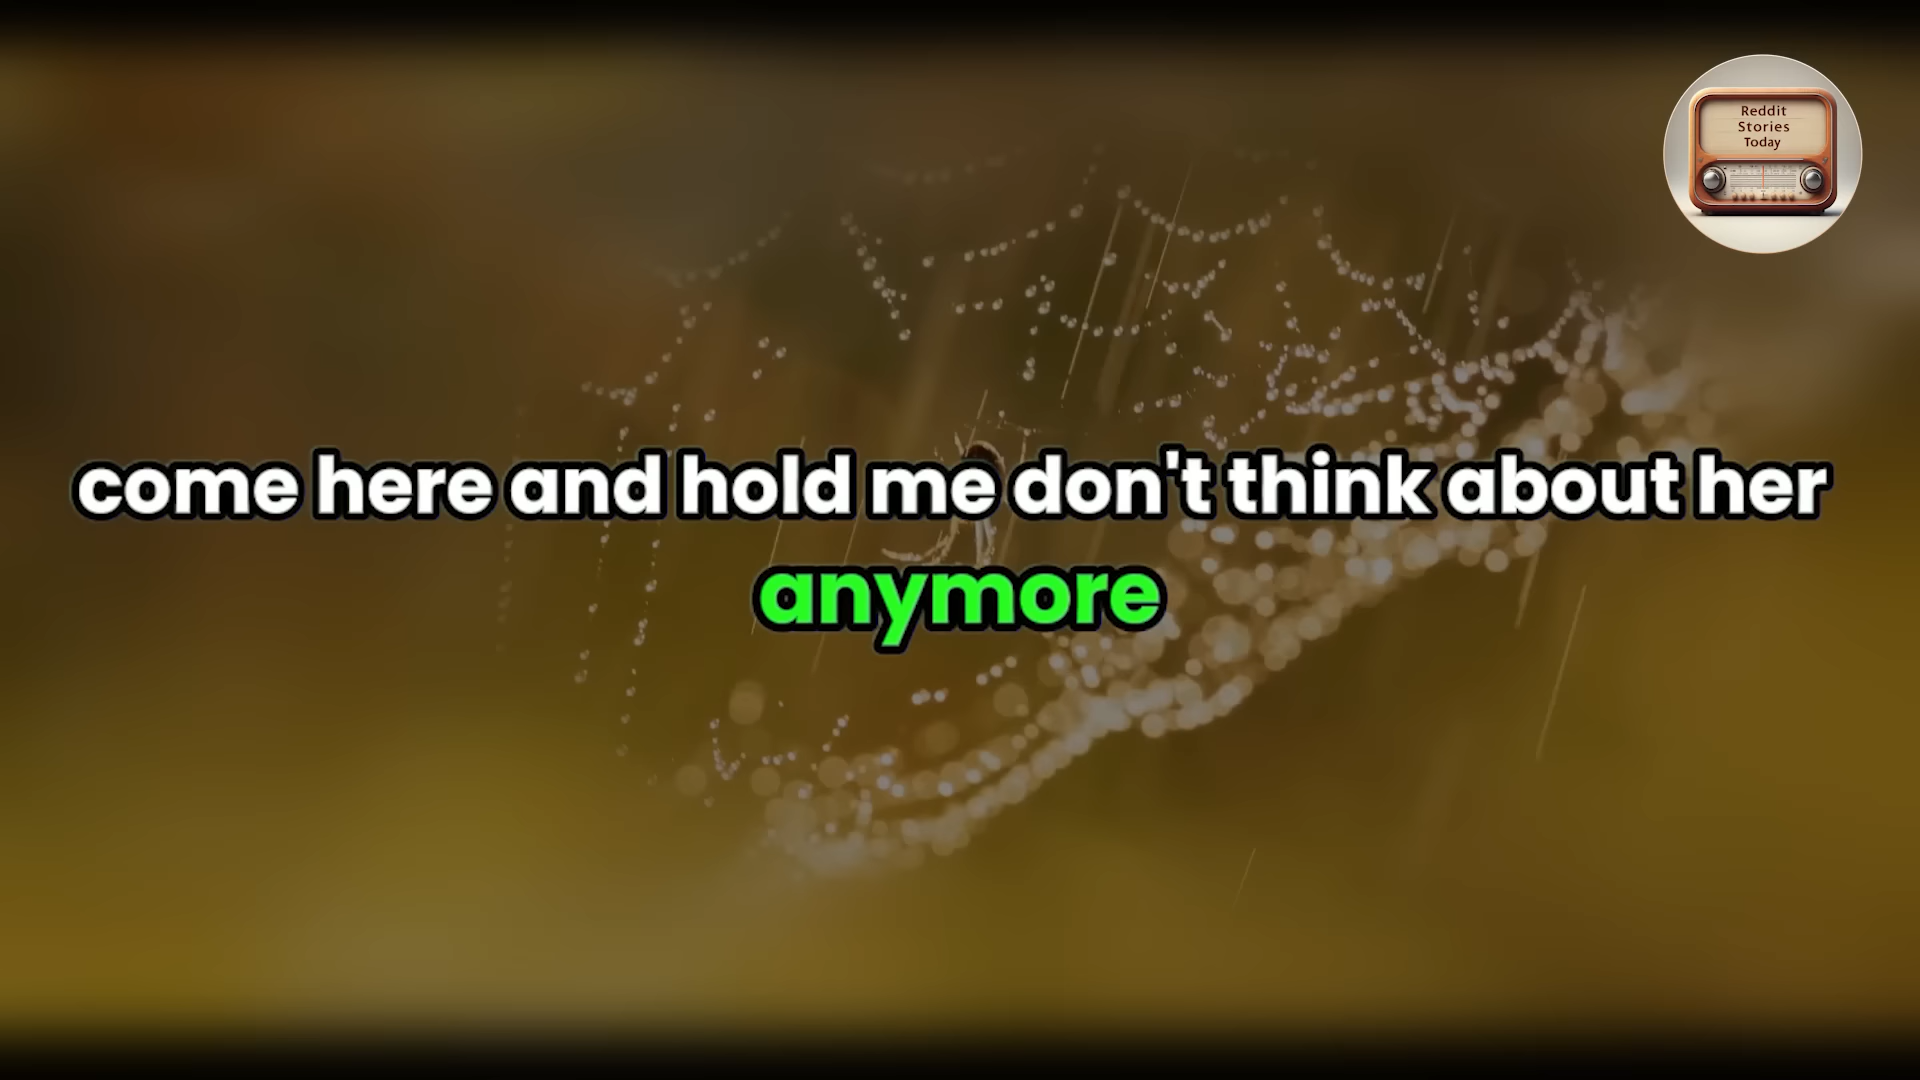 Reddit
Stories
Today
come here and hold me don't think about her
anymore